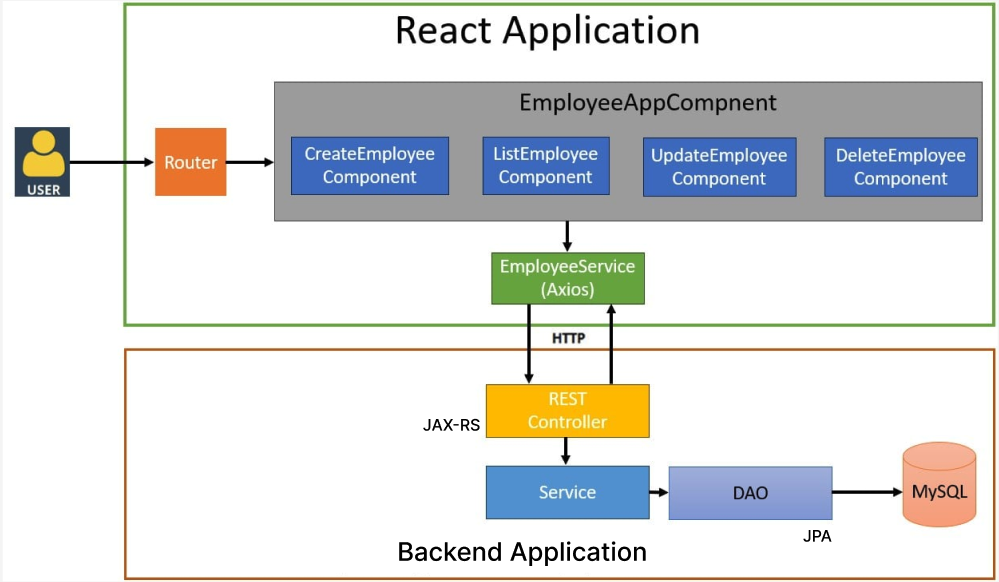 React Application
EmployeeAppCompnent
CreateEmployee
Component
ListEmployee
Component
UpdateEmployee
Component
DeleteEmployee
Component
USER
Router
EmployeeService
(Axios)
HTTP
REST
Controller
JAX-RS
Service
DAO
MySQL
JPA
Backend Application